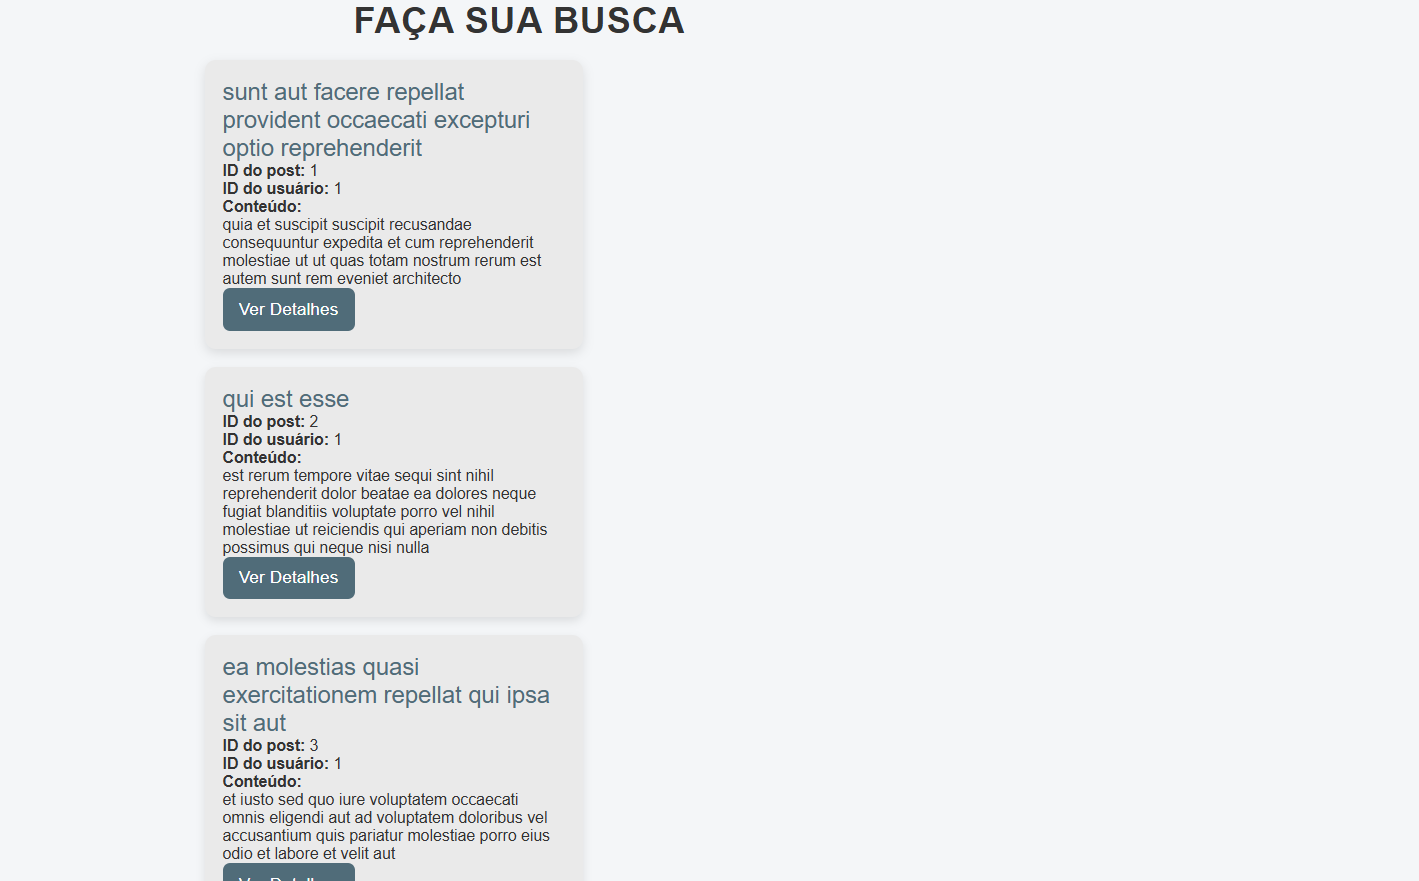 FAÇA SUA BUSCA
sunt aut facere repellat
provident occaecati excepturi
optio reprehenderit
ID do post: 1
ID do usuário: 1
Conteúdo:
quia et suscipit suscipit recusandae
consequuntur expedita et cum reprehenderit
molestiae ut ut quas totam nostrum rerum est
autem sunt rem eveniet architecto
Ver Detalhes
qui est esse
ID do post: 2
ID do usuário: 1
Conteúdo:
est rerum tempore vitae sequi sint nihil
reprehenderit dolor beatae ea dolores neque
fugiat blanditiis voluptate porro vel nihil
molestiae ut reiciendis qui aperiam non debitis
possimus qui neque nisi nulla
Ver Detalhes
ea molestias quasi
exercitationem repellat qui ipsa
sit aut
ID do post: 3
ID do usuário: 1
Conteúdo:
et iusto sed quo iure voluptatem occaecati
omnis eligendi aut ad voluptatem doloribus vel
accusantium quis pariatur molestiae porro eius
odio et labore et velit aut
Ver Detalhes